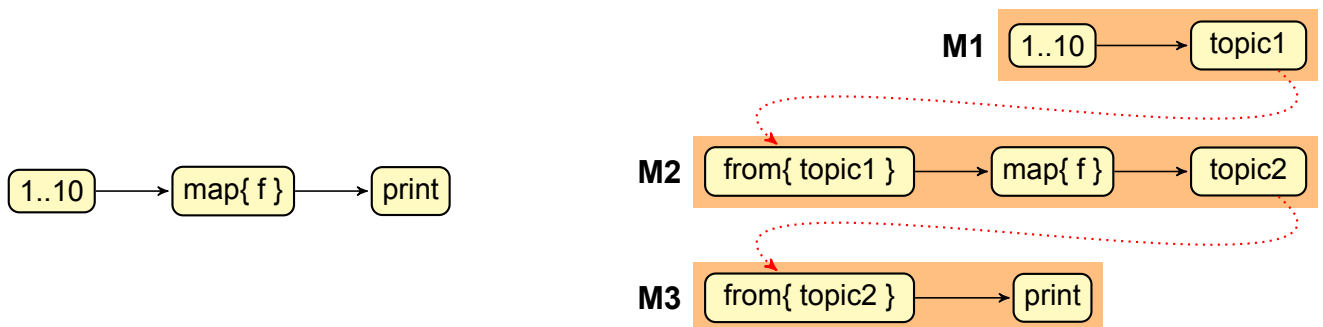 1..10
map{ f }
print
M1
1..10
topic1
M2
from{ topic1 }
map{ f }
topic2
M3
from{ topic2 }
print